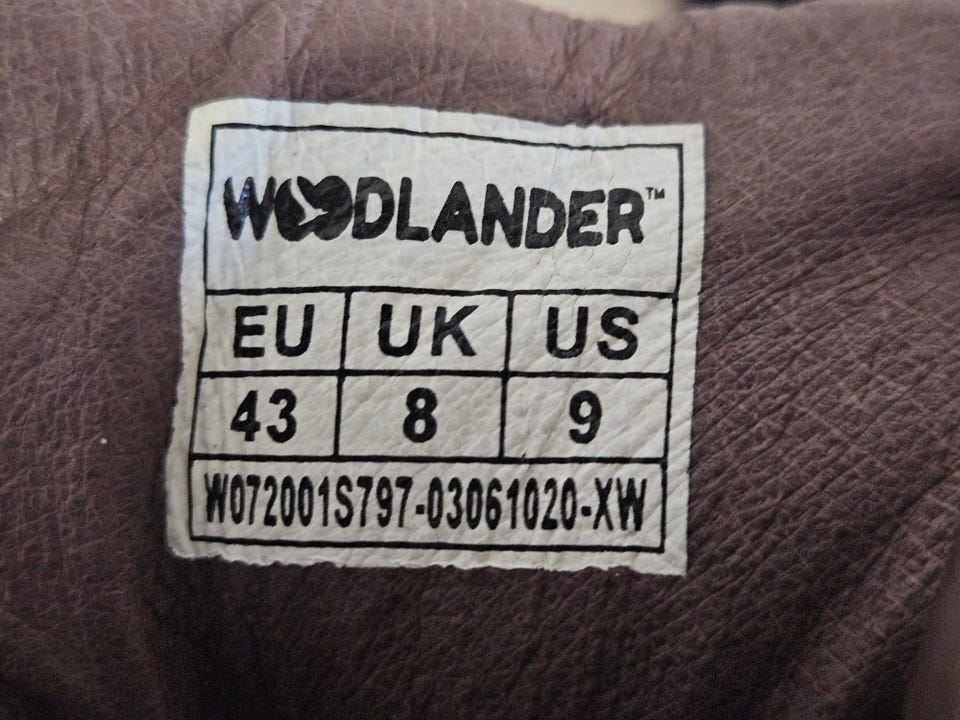 WOODLANDER™
EU UK US
43 8 9
W072001S797-03061020-XW